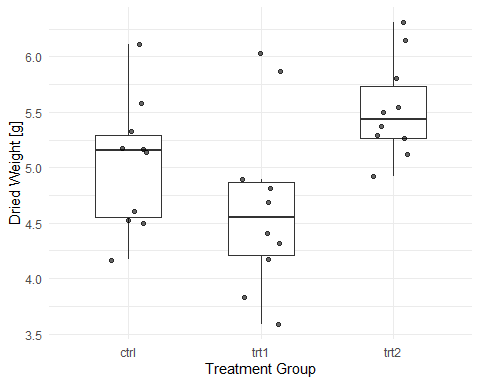 6.0
5.5
5.0
4.5
4.0
3.5
Dried Weight [g]
ctrl
trt1
trt2
Treatment Group